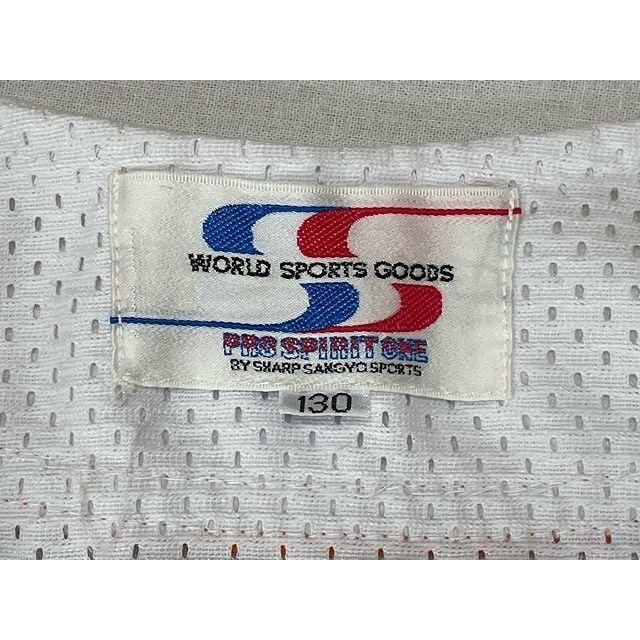 WORLD SPORTS GOODS
PRO SPIRIT ONE
BY SHARP SANGYO SPORTS
130